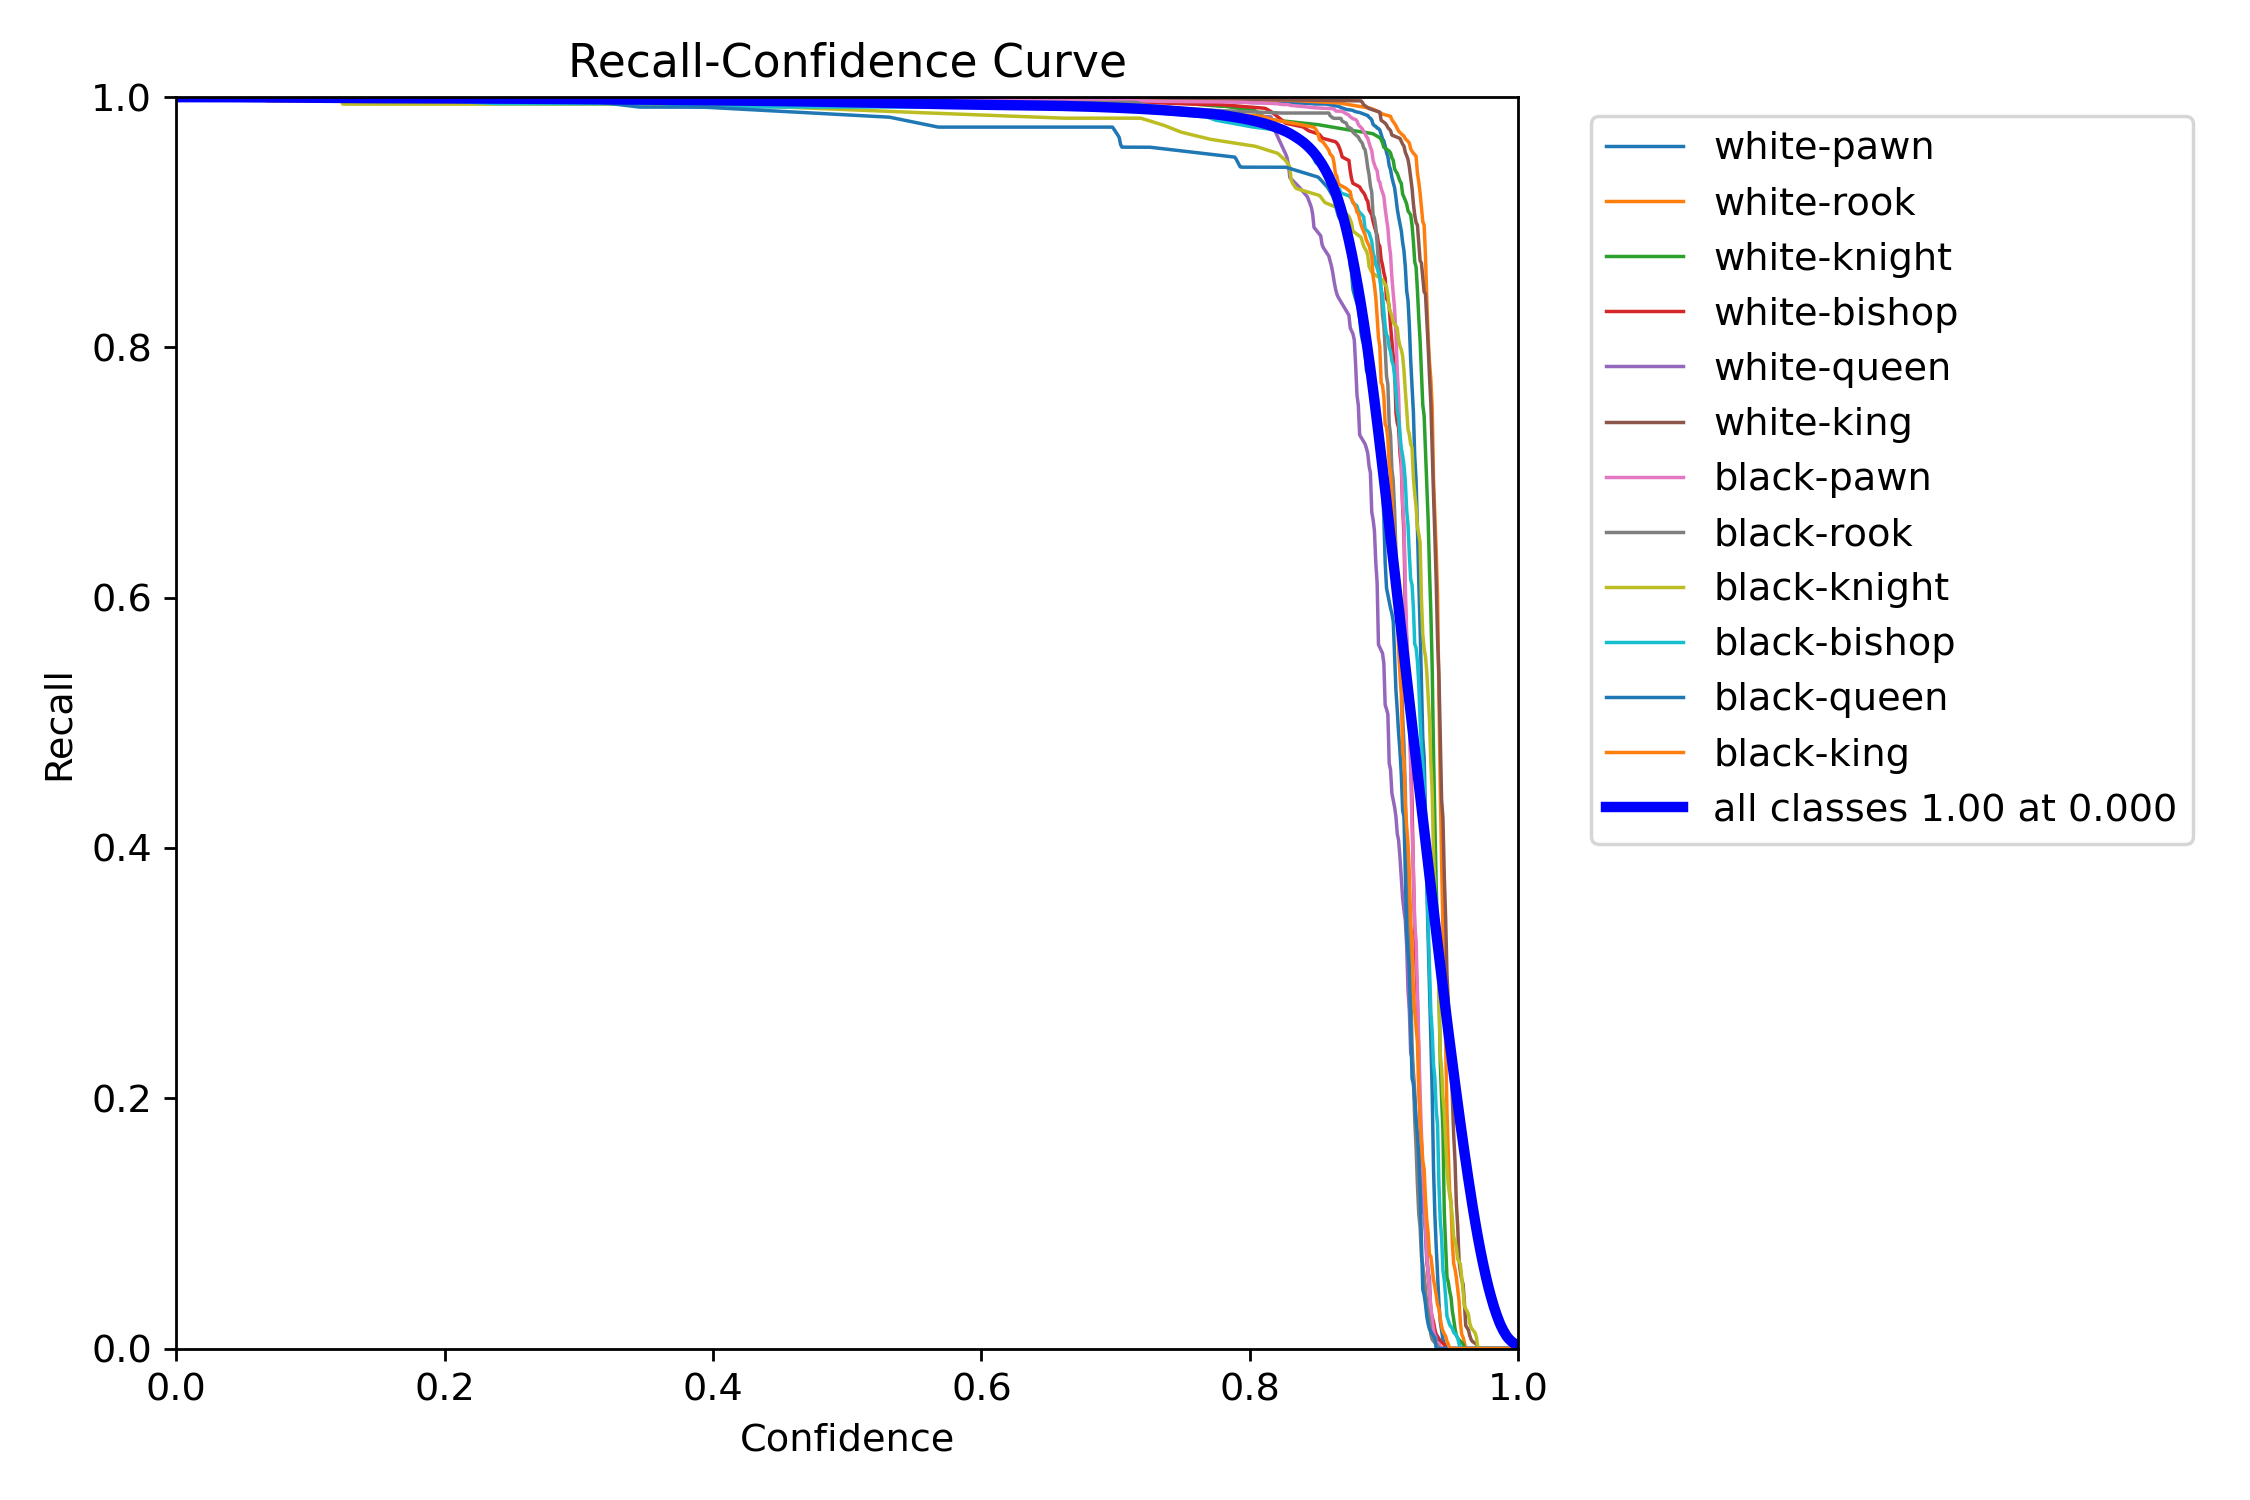 Recall-Confidence Curve
1.0
0.8
0.6
0.4
0.2
0.0
Recall
0.0 0.2 0.4 0.6 0.8 1.0
Confidence
white-pawn
white-rook
white-knight
white-bishop
white-queen
white-king
black-pawn
black-rook
black-knight
black-bishop
black-queen
black-king
all classes 1.00 at 0.000